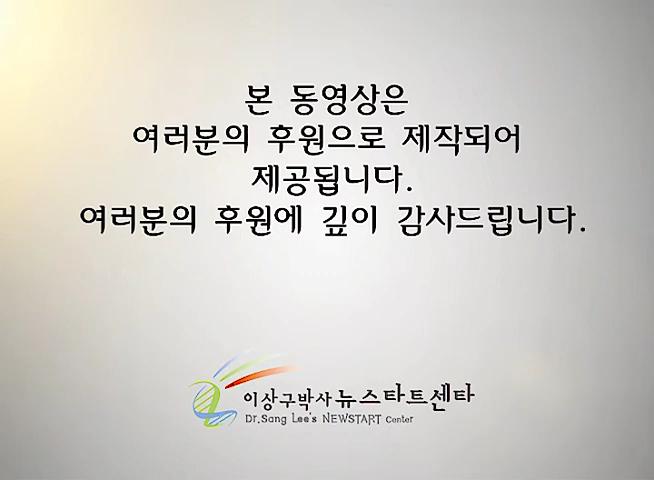 본 동영상은
여러분의 후원으로 제작되어
제공됩니다.
여러분의 후원에 깊이 감사드립니다.
이상구박사 뉴스타트센타
Dr.Sang Lee's NEWSTART Center